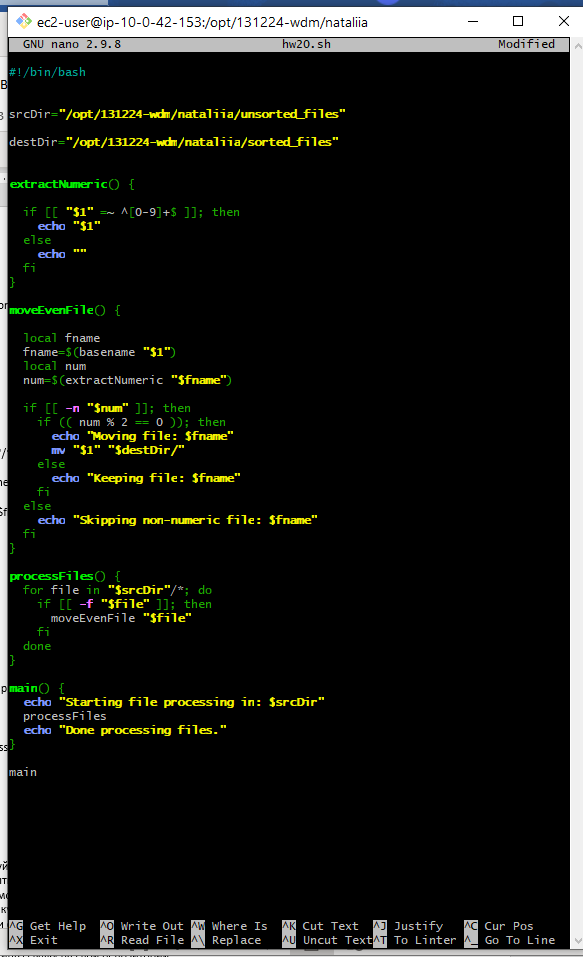 ec2-user@ip-10-0-42-153:/opt/131224-wdm/nataliia
GNU nano 2.9.8 hw20.sh Modified
#!/bin/bash
srcDir="/opt/131224-wdm/nataliia/unsorted_files"
destDir="/opt/131224-wdm/nataliia/sorted_files"
extractNumeric() {
if [[ "$1" =~ ^[0-9]+$ ]]; then
echo "$1"
else
echo ""
fi
}
moveEvenFile() {
local fname
fname=$(basename "$1")
local num
num=$(extractNumeric "$fname")
if [[ -n "$num" ]]; then
if (( num % 2 == 0 )); then
echo "Moving file: $fname"
mv "$1" "$destDir/"
else
echo "Keeping file: $fname"
fi
else
echo "Skipping non-numeric file: $fname"
fi
}
processFiles() {
for file in "$srcDir"/*; do
if [[ -f "$file" ]]; then
moveEvenFile "$file"
fi
done
}
main() {
echo "Starting file processing in: $srcDir"
processFiles
echo "Done processing files."
}
main
^G Get Help ^O Write Out ^W Where Is ^K Cut Text ^J Justify ^C Cur Pos
^X Exit ^R Read File ^\ Replace ^U Uncut Text ^T To Linter ^_ Go To Line